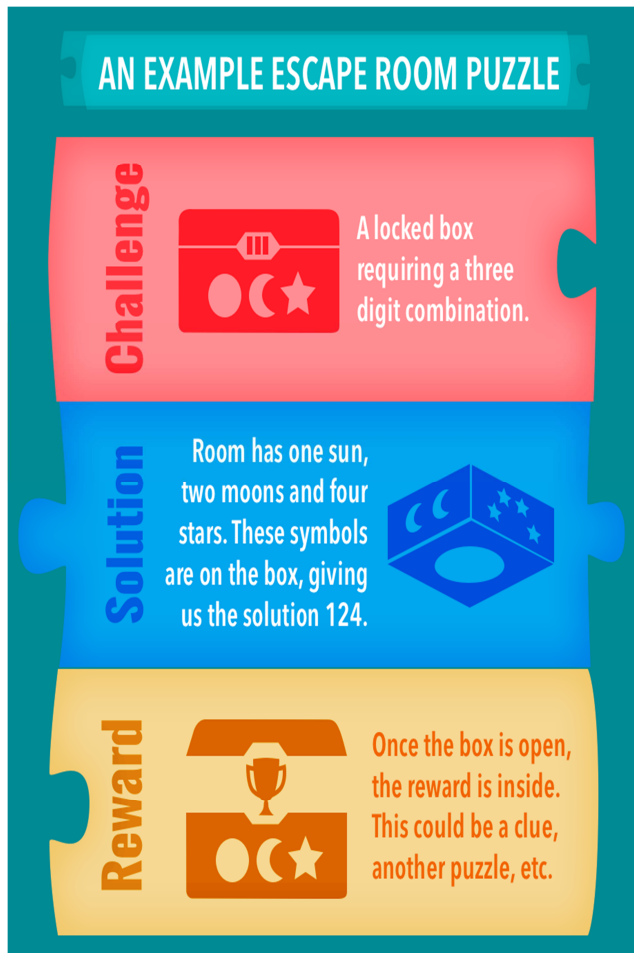 AN EXAMPLE ESCAPE ROOM PUZZLE
Challenge
A locked box
requiring a three
digit combination.
Solution
Room has one sun,
two moons and four
stars. These symbols
are on the box, giving
us the solution 124.
Reward
Once the box is open,
the reward is inside.
This could be a clue,
another puzzle, etc.